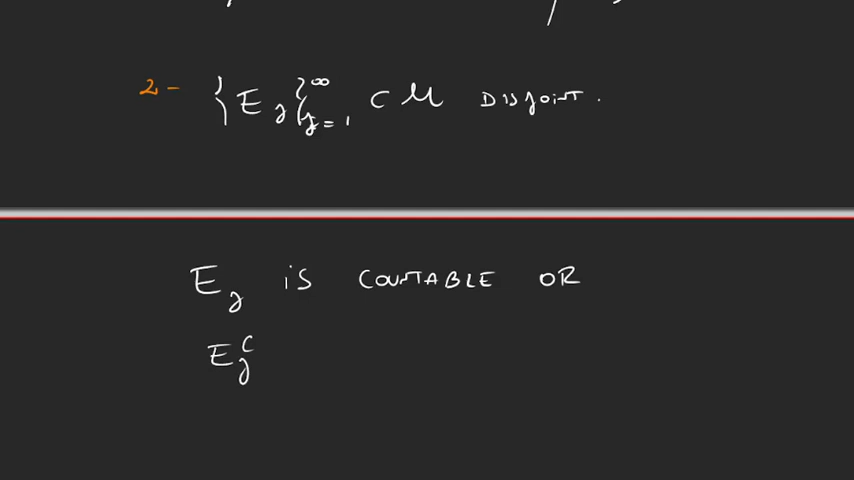 2- {E_j}_{j=1}^∞ ⊂ M DISJOINT.
E_j is COUNTABLE OR
E_j^C